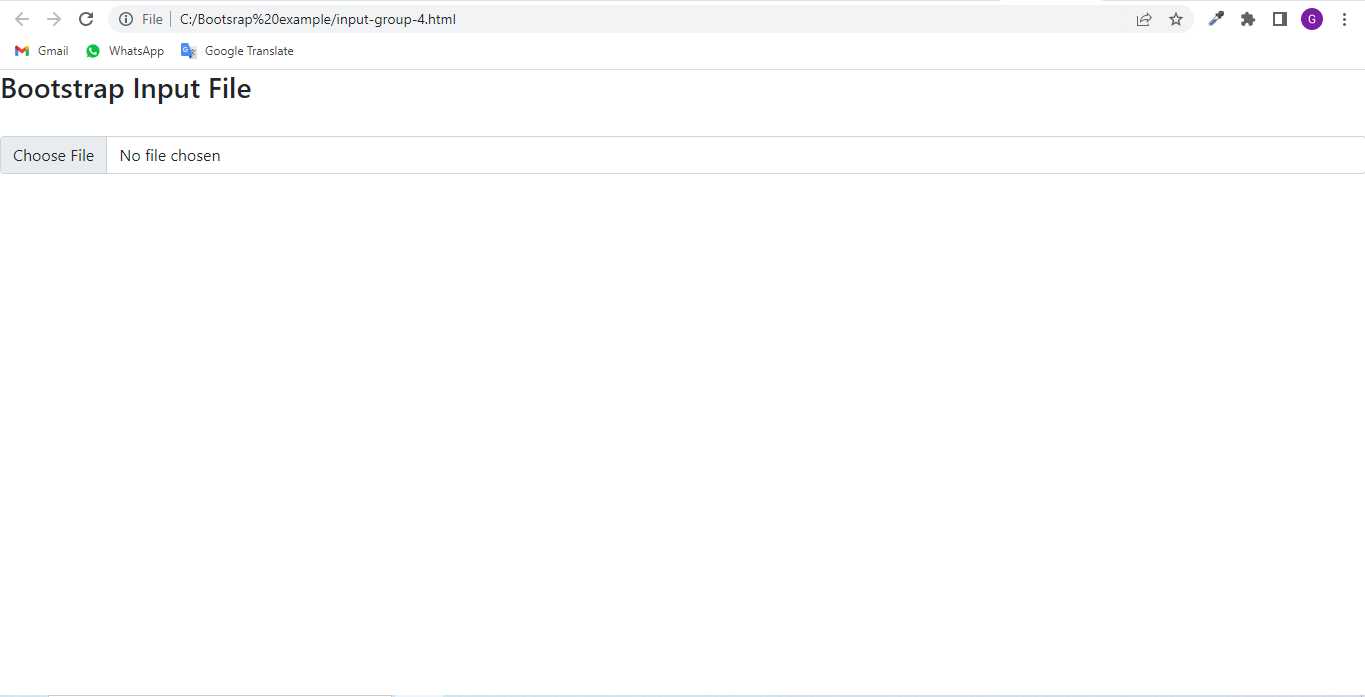 File C:/Bootsrap%20example/input-group-4.html G
Gmail WhatsApp Google Translate
Bootstrap Input File
Choose File No file chosen